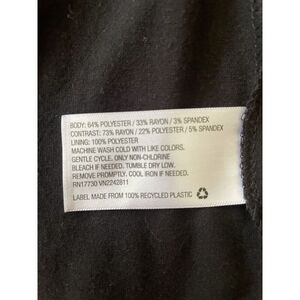 BODY: 64% POLYESTER / 33% RAYON / 3% SPANDEX
CONTRAST: 73% RAYON / 22% POLYESTER / 5% SPANDEX
LINING: 100% POLYESTER
MACHINE WASH COLD WITH LIKE COLORS.
GENTLE CYCLE. ONLY NON-CHLORINE
BLEACH IF NEEDED. TUMBLE DRY LOW.
REMOVE PROMPTLY. COOL IRON IF NEEDED.
RN17730 VN2242811
LABEL MADE FROM 100% RECYCLED PLASTIC